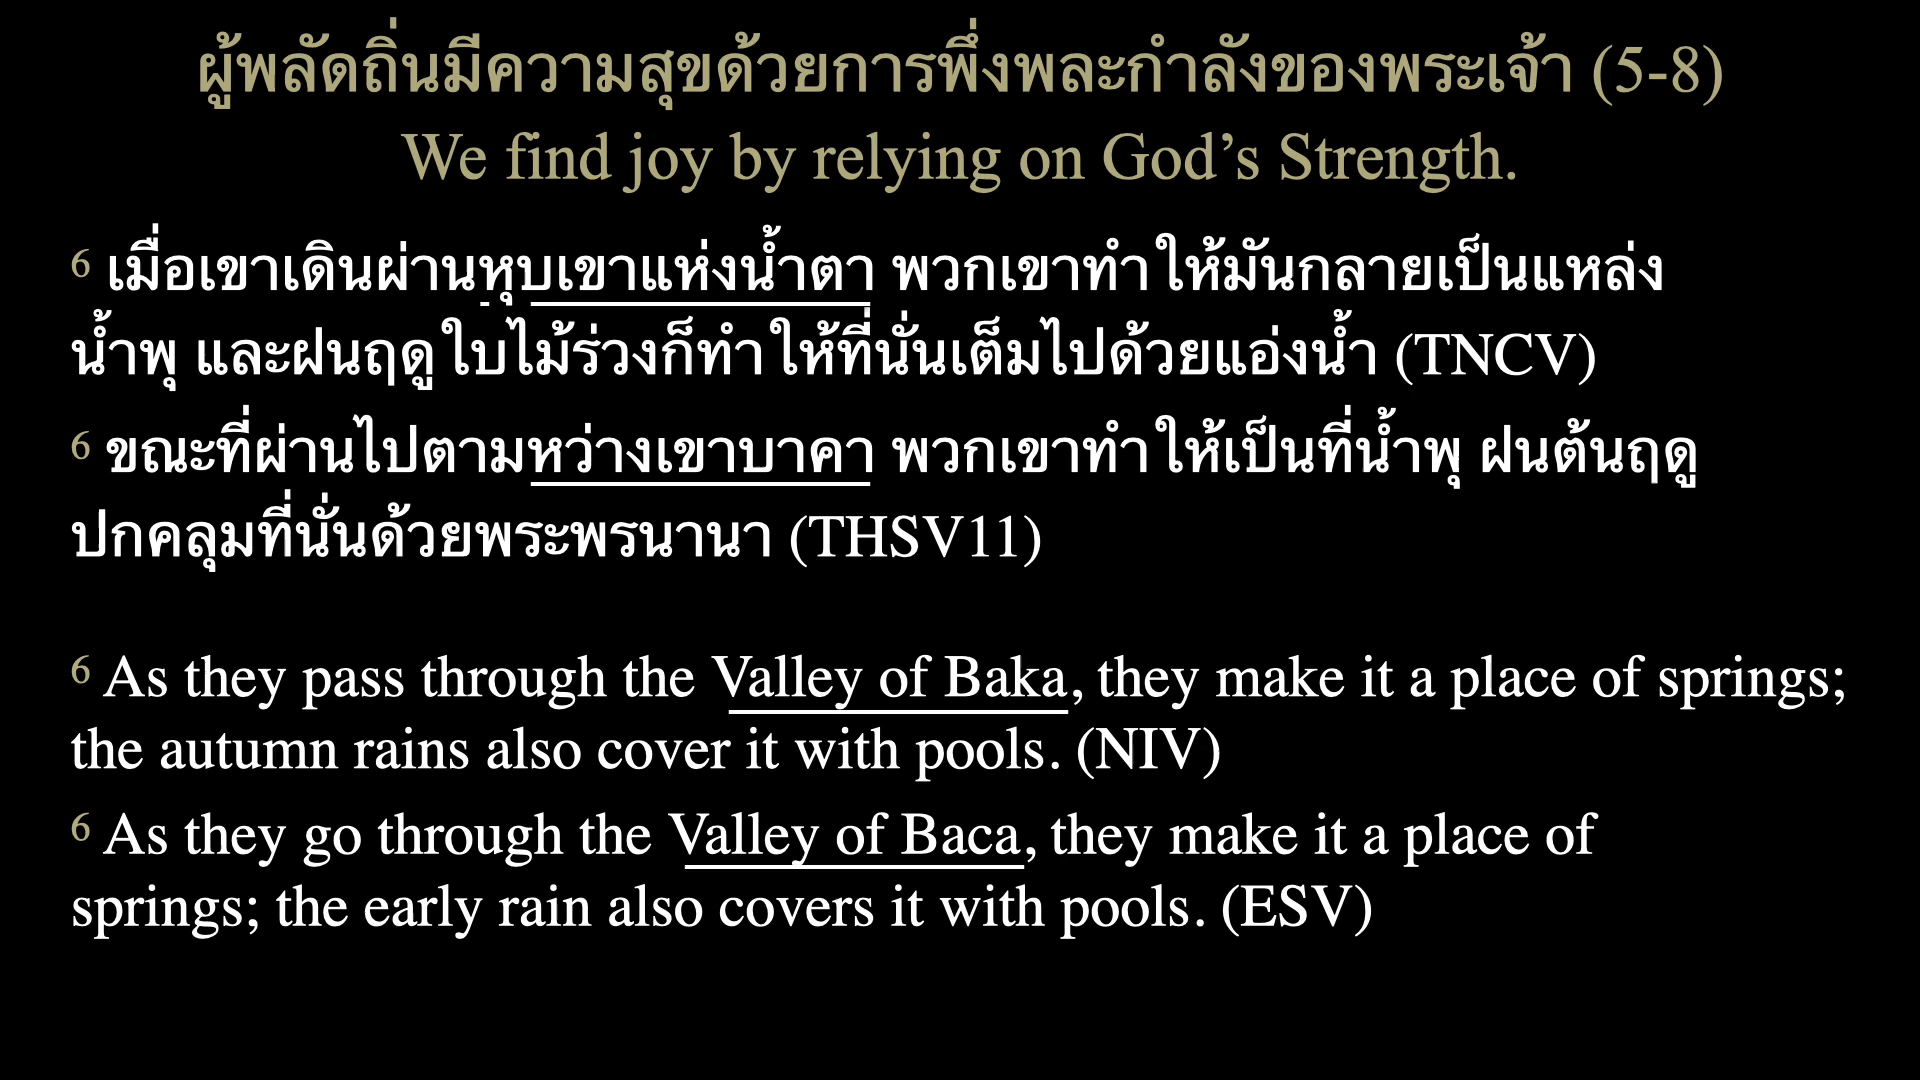 ผู้พลัดถิ่นมีความสุขด้วยการพึ่งพละกำลังของพระเจ้า (5-8)
We find joy by relying on God’s Strength.
6 เมื่อเขาเดินผ่านหุบเขาแห่งน้ำตา พวกเขาทำให้มันกลายเป็นแหล่ง
น้ำพุ และฝนฤดูใบไม้ร่วงก็ทำให้ที่นั่นเต็มไปด้วยแอ่งน้ำ (TNCV)
6 ขณะที่ผ่านไปตามหว่างเขาบาคา พวกเขาทำให้เป็นที่น้ำพุ ฝนต้นฤดู
ปกคลุมที่นั่นด้วยพระพรนานา (THSV11)
6 As they pass through the Valley of Baka, they make it a place of springs;
the autumn rains also cover it with pools. (NIV)
6 As they go through the Valley of Baca, they make it a place of
springs; the early rain also covers it with pools. (ESV)